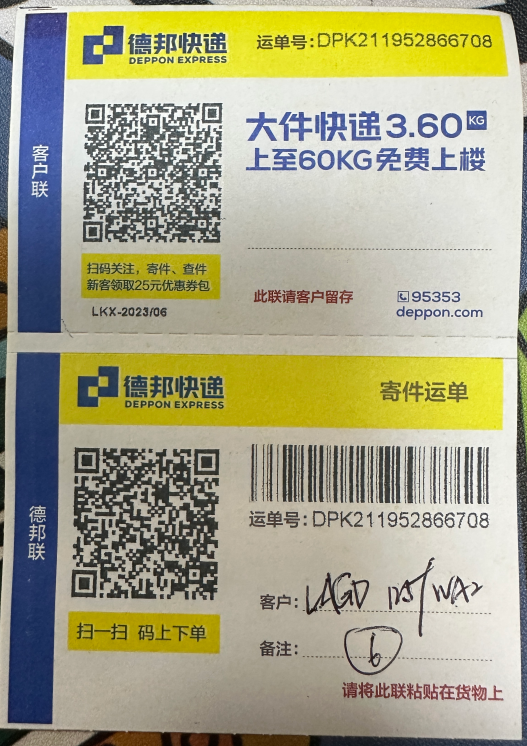 德邦快递
DEPPON EXPRESS
运单号:DPK211952866708
客户联
大件快递3.60KG
上至60KG免费上楼
扫码关注，寄件、查件
新客领取25元优惠券包
LKX-2023/06
此联请客户留存
95353
deppon.com
德邦快递
DEPPON EXPRESS
寄件运单
德邦联
运单号:DPK211952866708
客户:
备注: 6
扫一扫 码上下单
请将此联粘贴在货物上